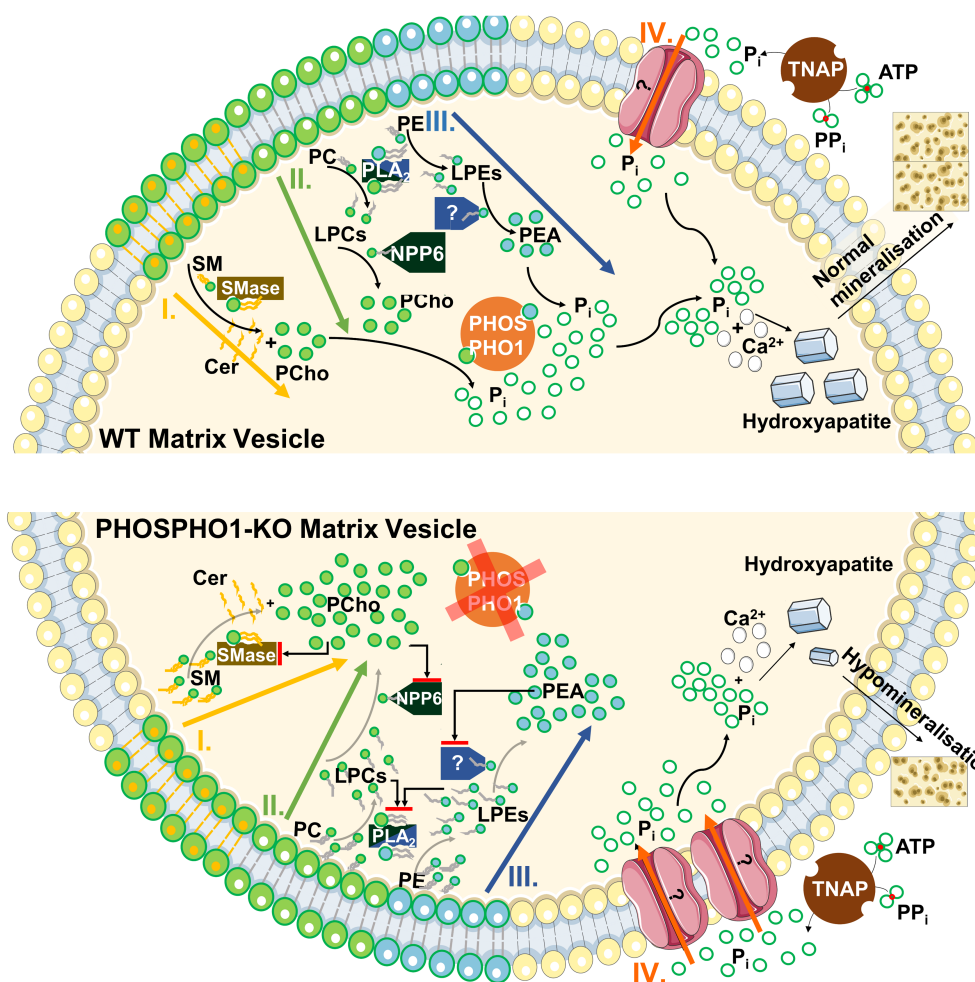 IV.
Pi
TNAP
ATP
PPi
PE
III.
PC
PLA2
LPEs
II.
?
?
Pi
LPCs
NPP6
PEA
SM
SMase
I.
Cer
+
PCho
PCho
PHOS
PHO1
Pi
Pi
Pi
+
Ca2+
Normal
mineralisation
Hydroxyapatite
WT Matrix Vesicle
PHOSPHO1-KO Matrix Vesicle
Cer
+
PCho
PHOS
PHO1
Hydroxyapatite
Ca2+
SMase
SM
NPP6
PEA
+
Pi
Hypomineralisatio
I.
?
LPCs
LPEs
II.
PC
PLA2
PE
III.
Pi
?
?
TNAP
ATP
PPi
Pi
IV.